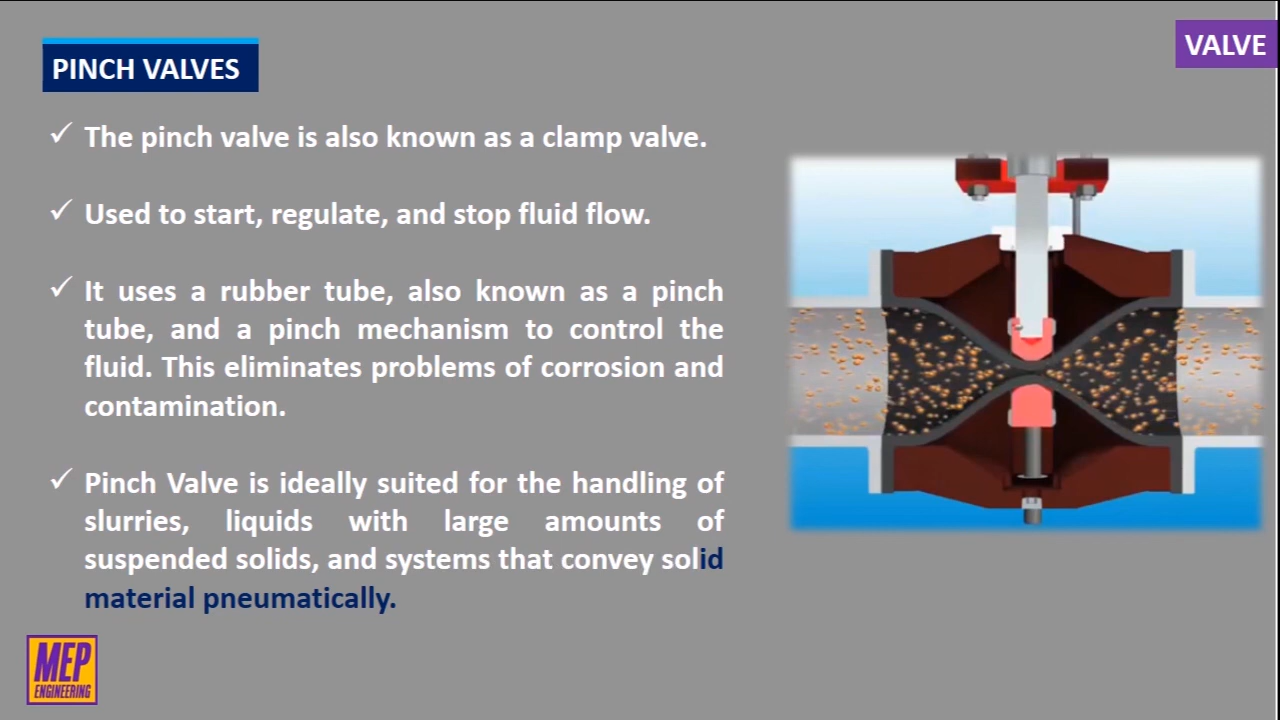 PINCH VALVES
VALVE
✓ The pinch valve is also known as a clamp valve.
✓ Used to start, regulate, and stop fluid flow.
✓ It uses a rubber tube, also known as a pinch
tube, and a pinch mechanism to control the
fluid. This eliminates problems of corrosion and
contamination.
✓ Pinch Valve is ideally suited for the handling of
slurries, liquids with large amounts of
suspended solids, and systems that convey solid
material pneumatically.
MEP
ENGINEERING